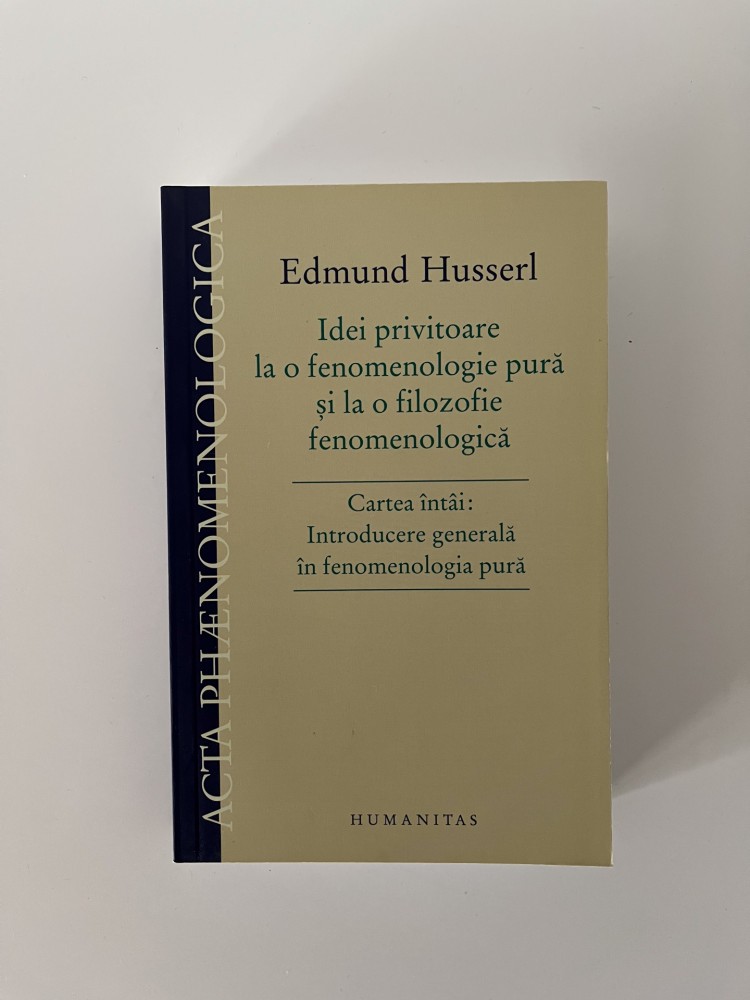 ACTA PHÆNOMENOLOGICA
Edmund Husserl
Idei privitoare
la o fenomenologie pură
și la o filozofie
fenomenologică
Cartea întâi:
Introducere generală
în fenomenologia pură
HUMANITAS